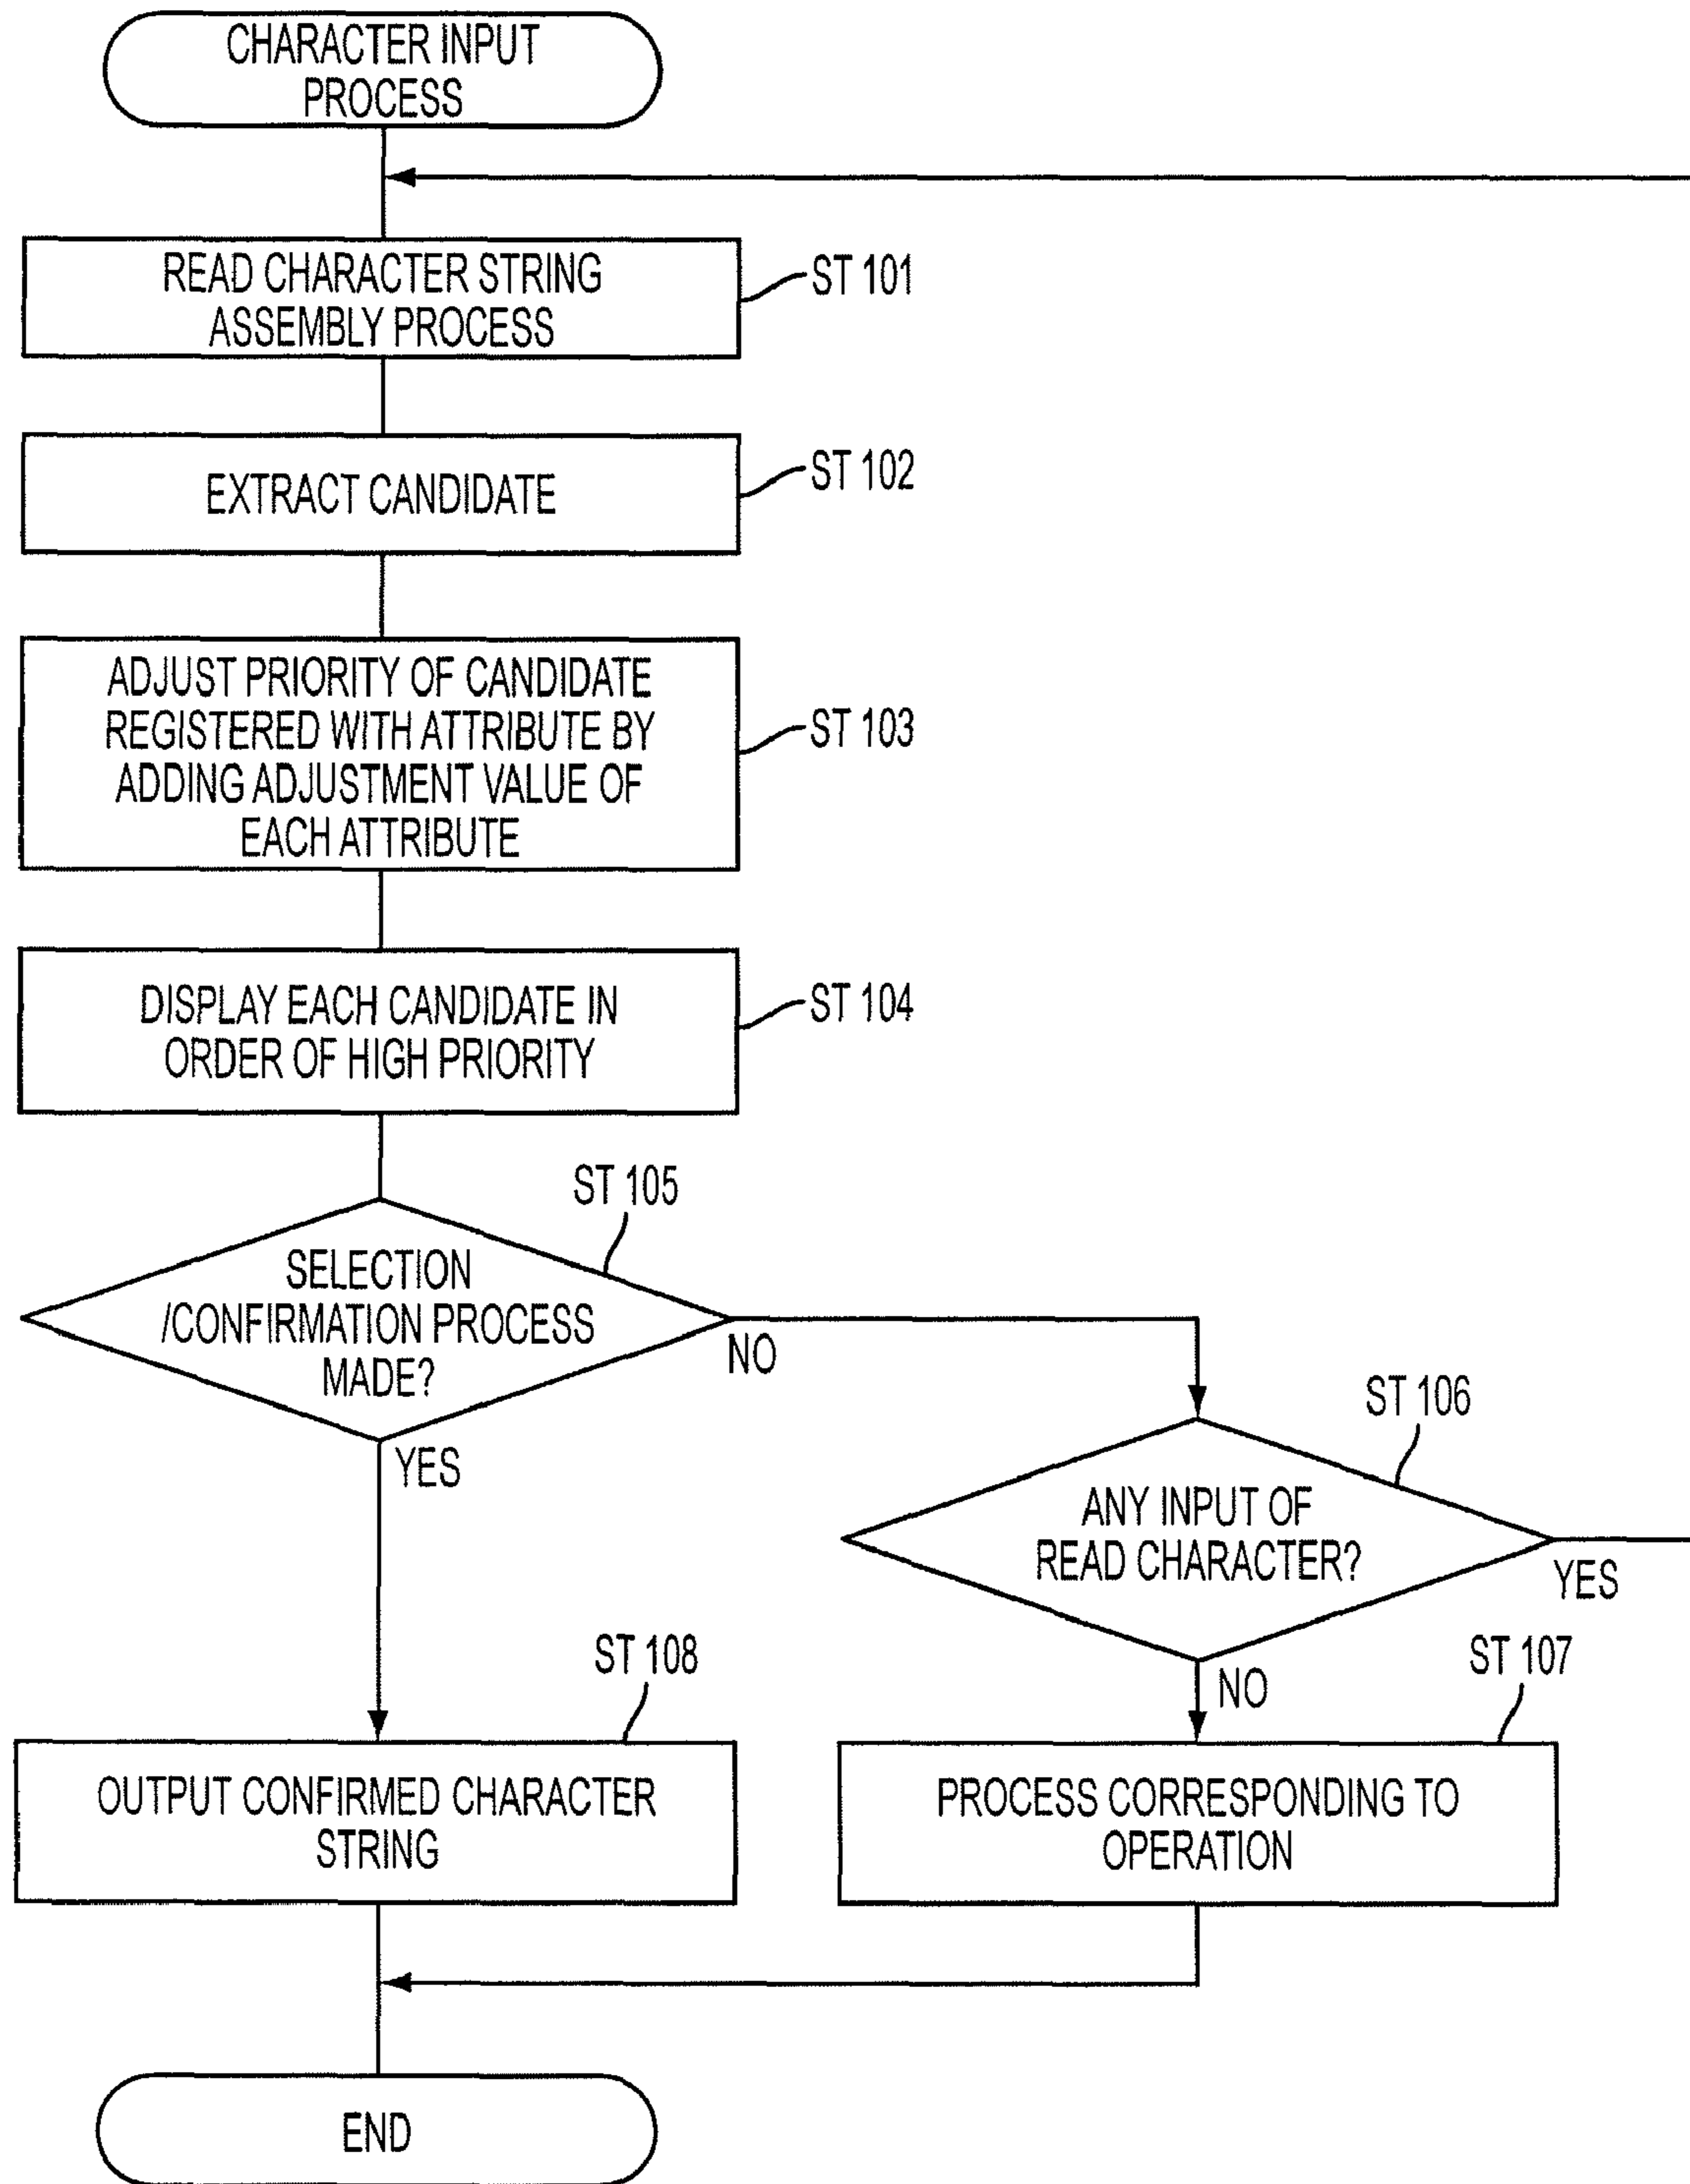 CHARACTER INPUT
PROCESS
READ CHARACTER STRING
ASSEMBLY PROCESS
ST 101
EXTRACT CANDIDATE
ST 102
ADJUST PRIORITY OF CANDIDATE
REGISTERED WITH ATTRIBUTE BY
ADDING ADJUSTMENT VALUE OF
EACH ATTRIBUTE
ST 103
DISPLAY EACH CANDIDATE IN
ORDER OF HIGH PRIORITY
ST 104
ST 105
SELECTION
/CONFIRMATION PROCESS
MADE?
NO
YES
ST 106
ANY INPUT OF
READ CHARACTER?
YES
NO
ST 108
OUTPUT CONFIRMED CHARACTER
STRING
ST 107
PROCESS CORRESPONDING TO
OPERATION
END